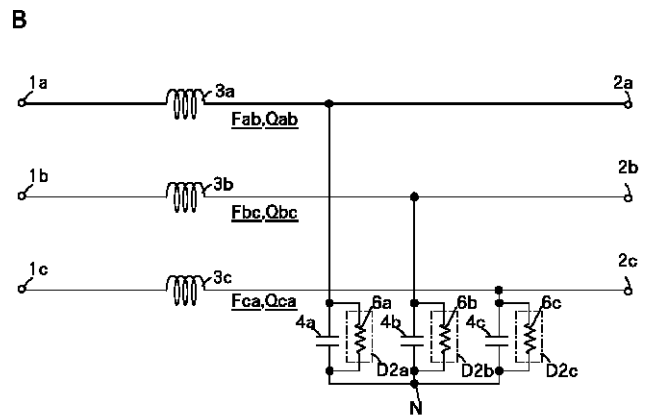 B
1a 3a 2a
Fab,Qab
1b 3b 2b
Fbc,Qbc
1c 3c 2c
Fca,Qca 6a 6b 6c
4a 4b 4c
D2a D2b D2c
N